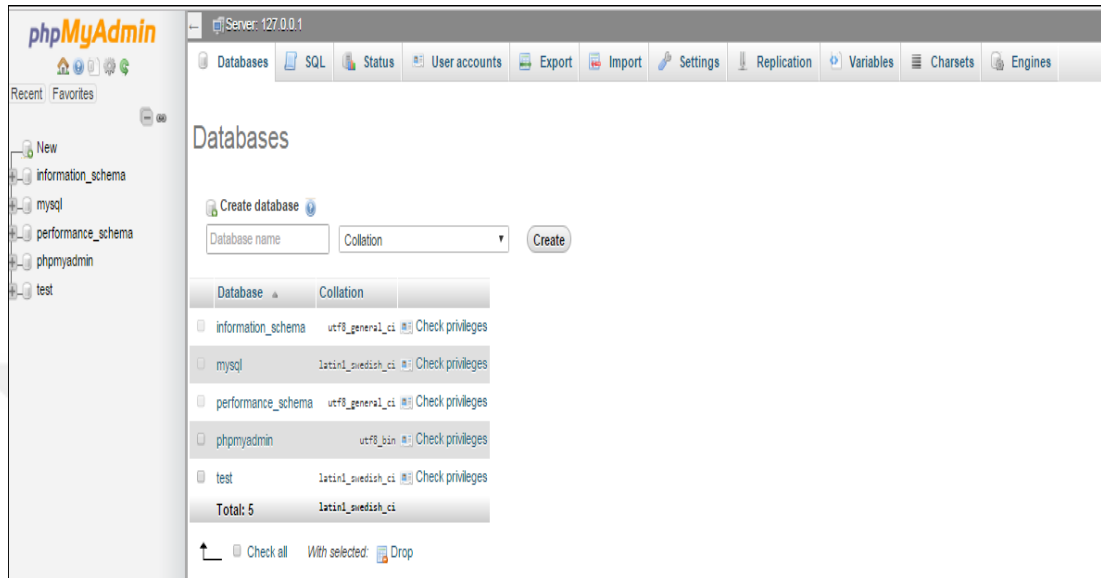 phpMyAdmin
Recent Favorites
New
information_schema
mysql
performance_schema
phpmyadmin
test
Server: 127.0.0.1
Databases SQL Status User accounts Export Import Settings Replication Variables Charsets Engines
Databases
Create database
Database name Collation Create
Database Collation
information_schema utf8_general_ci Check privileges
mysql latin1_swedish_ci Check privileges
performance_schema utf8_general_ci Check privileges
phpmyadmin utf8_bin Check privileges
test latin1_swedish_ci Check privileges
Total: 5 latin1_swedish_ci
Check all With selected: Drop